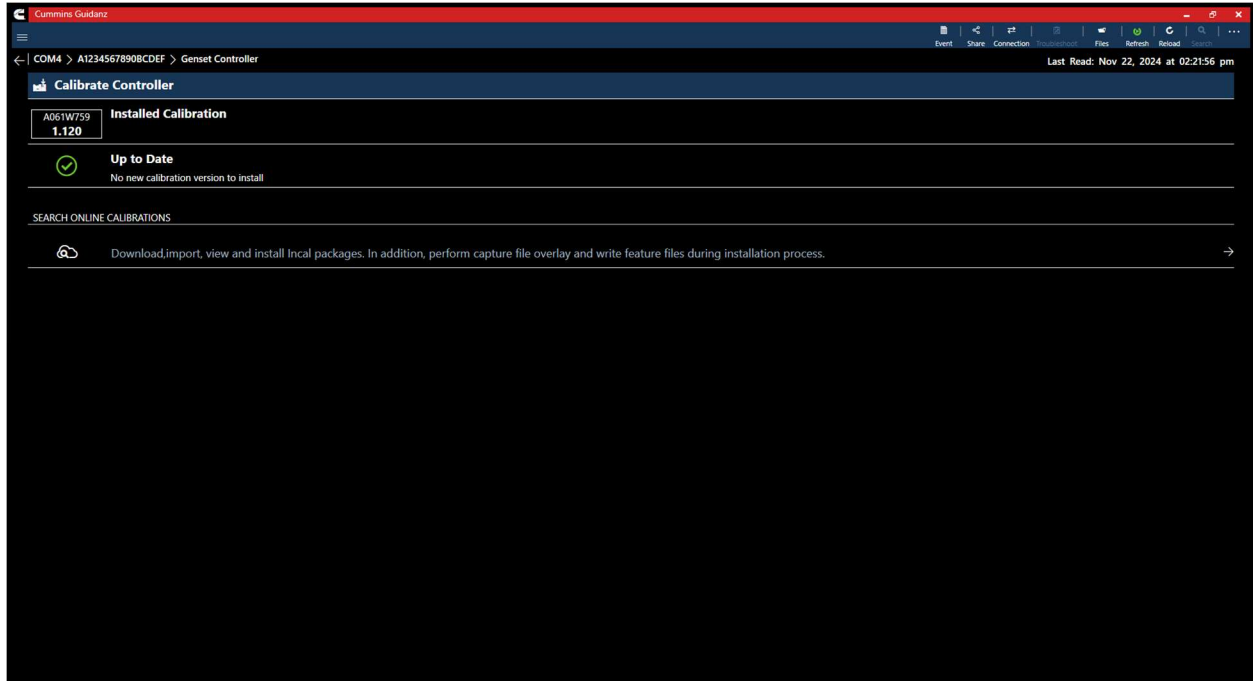 Cummins Guidanz
Event Share Connection Troubleshoot Files Refresh Reload Search
COM4 > A1234567890BCDEF > Genset Controller
Last Read: Nov 22, 2024 at 02:21:56 pm
Calibrate Controller
A061W759
1.120
Installed Calibration
Up to Date
No new calibration version to install
SEARCH ONLINE CALIBRATIONS
Download,import, view and install Incal packages. In addition, perform capture file overlay and write feature files during installation process.